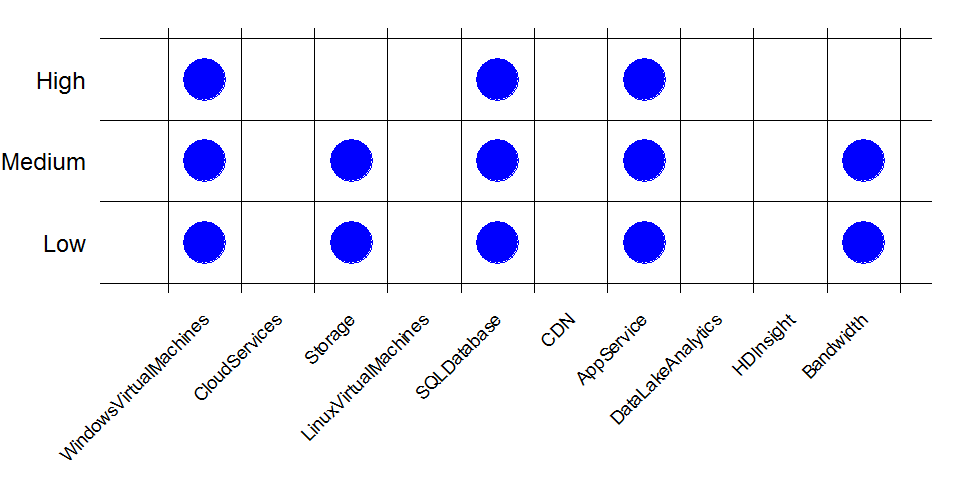 High
Medium
Low
WindowsVirtualMachines
CloudServices
Storage
LinuxVirtualMachines
SQLDatabase
CDN
AppService
DataLakeAnalytics
HDInsight
Bandwidth